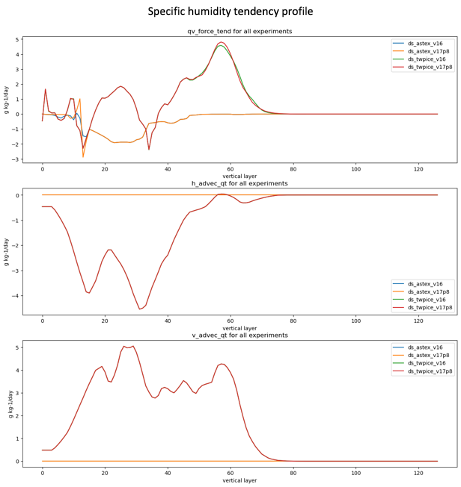 Specific humidity tendency profile
qv_force_tend for all experiments
g kg-1/day
5
4
3
2
1
0
−1
−2
−3
ds_astex_v16
ds_astex_v17p8
ds_twpice_v16
ds_twpice_v17p8
0 20 40 60 80 100 120
vertical layer
h_advec_qt for all experiments
g kg-1/day
0
−1
−2
−3
−4
ds_astex_v16
ds_astex_v17p8
ds_twpice_v16
ds_twpice_v17p8
0 20 40 60 80 100 120
vertical layer
v_advec_qt for all experiments
g kg-1/day
5
4
3
2
1
0
ds_astex_v16
ds_astex_v17p8
ds_twpice_v16
ds_twpice_v17p8
0 20 40 60 80 100 120
vertical layer